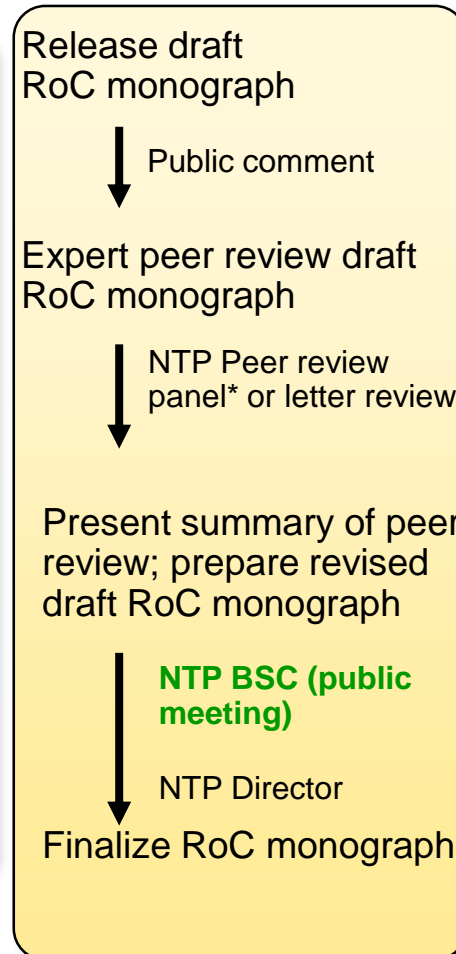 Release draft
RoC monograph
Public comment
Expert peer review draft
RoC monograph
NTP Peer review
panel* or letter review
Present summary of peer
review; prepare revised
draft RoC monograph
NTP BSC (public
meeting)
NTP Director
Finalize RoC monograph